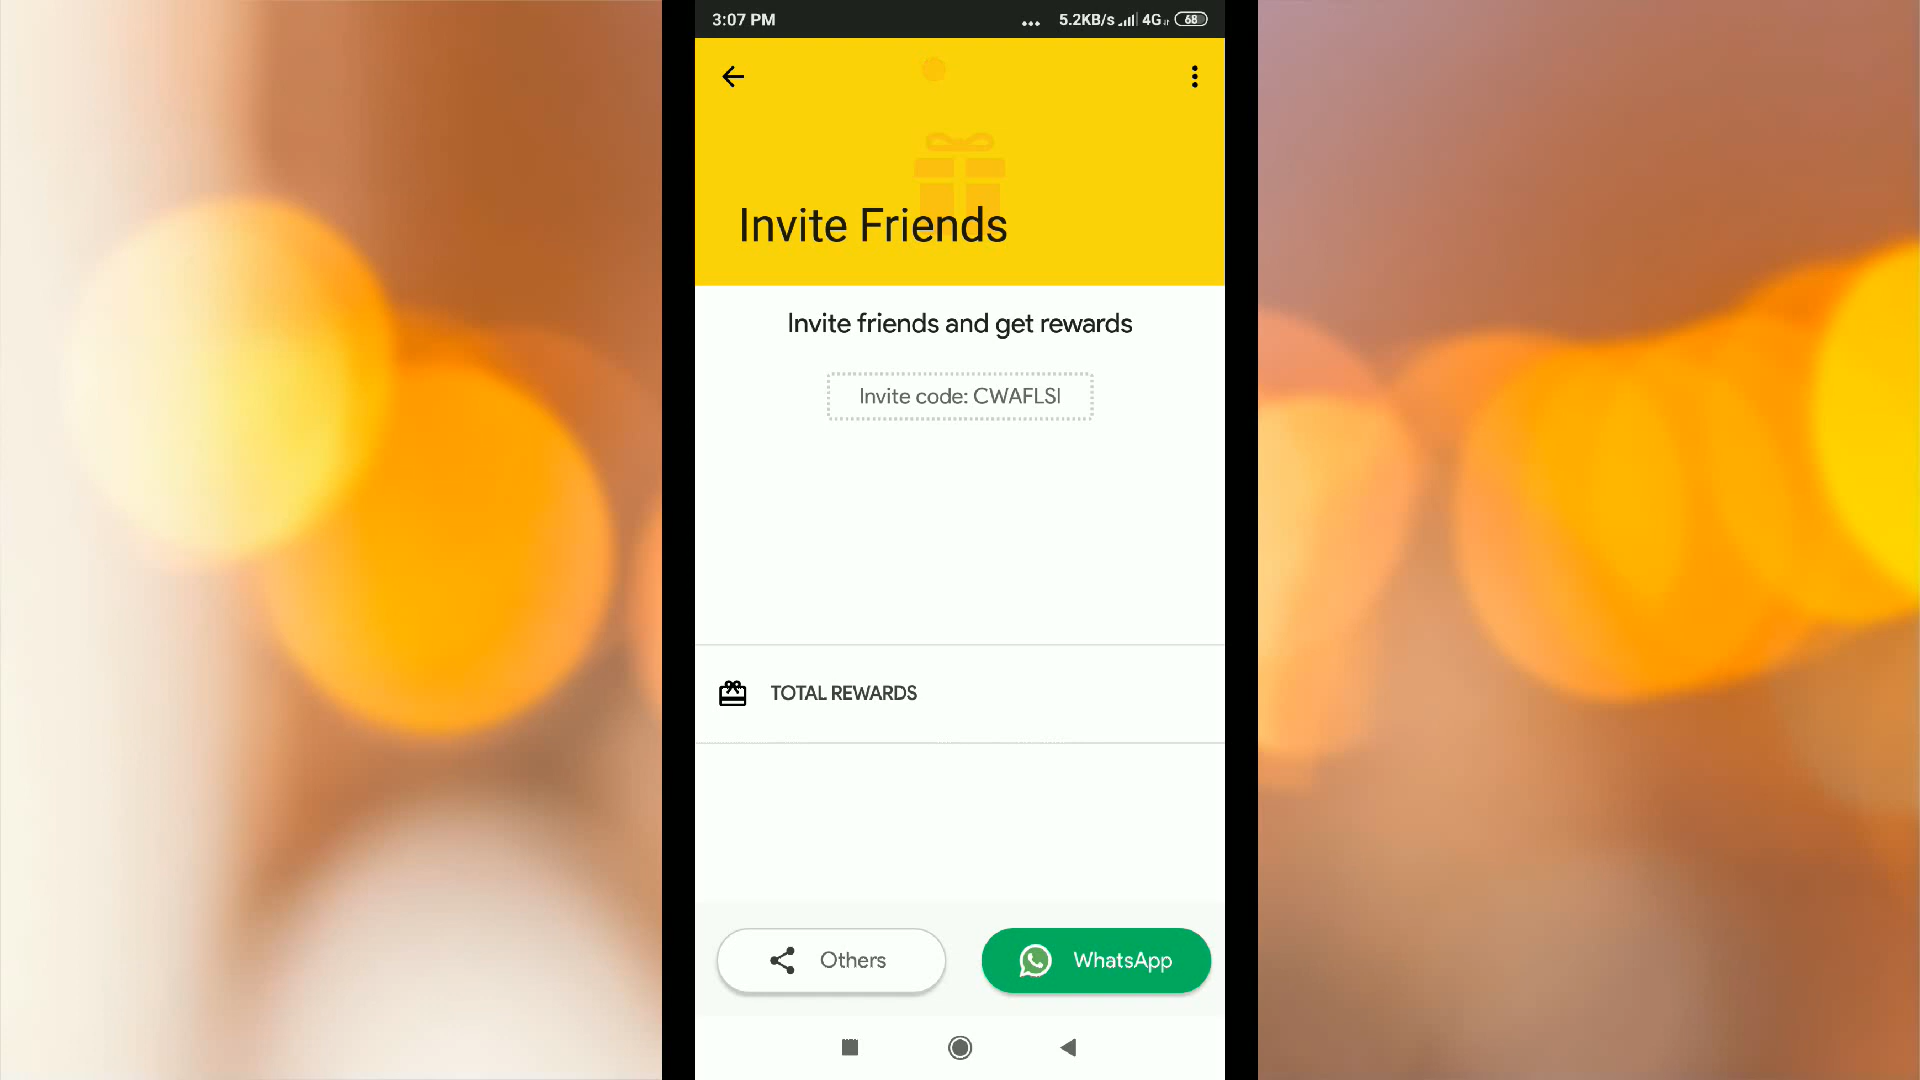 3:07 PM ... 5.2KB/s 4G 68
Invite Friends
Invite friends and get rewards
Invite code: CWAFLSI
TOTAL REWARDS
Others WhatsApp